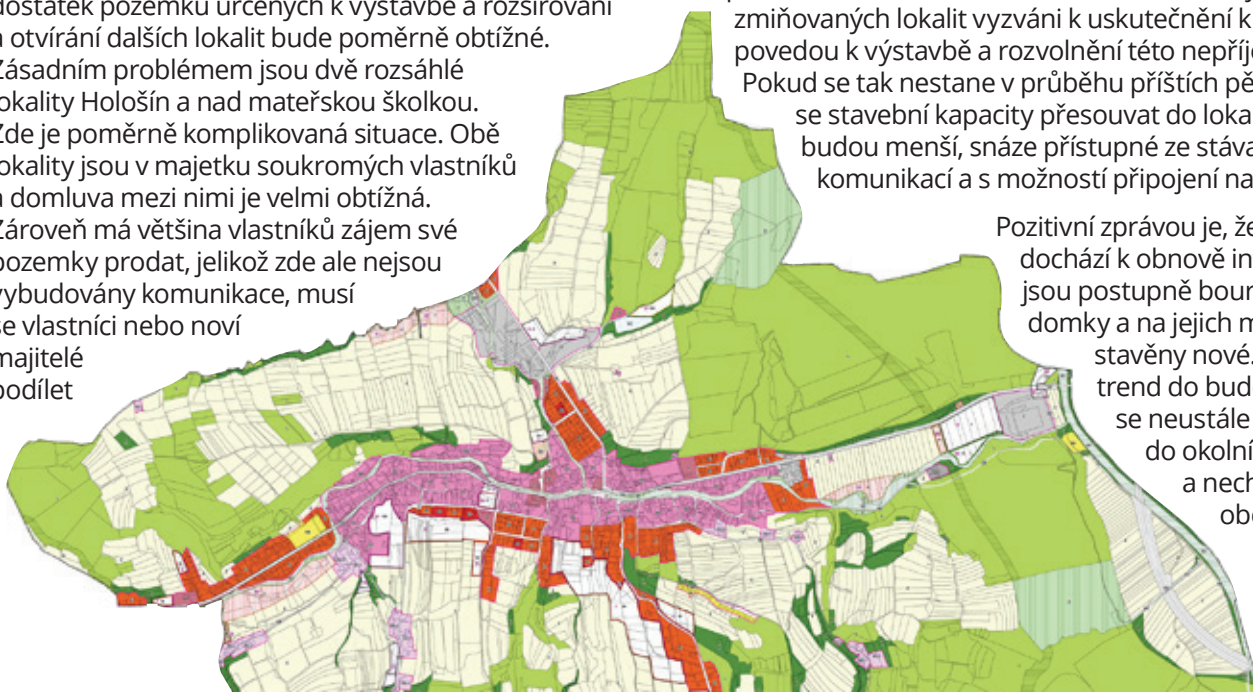 dostatek pozemků určených k výstavbě a rozšiřování
a otvírání dalších lokalit bude poměrně obtížné.
Zásadním problémem jsou dvě rozsáhlé
lokality Hološín a nad mateřskou školkou.
Zde je poměrně komplikovaná situace. Obě
lokality jsou v majetku soukromých vlastníků
a domluva mezi nimi je velmi obtížná.
Zároveň má většina vlastníků zájem své
pozemky prodat, jelikož zde ale nejsou
vybudovány komunikace, musí
se vlastníci nebo noví
majitelé
podílet
zmiňovaných lokalit vyzváni k uskutečnění k
povedou k výstavbě a rozvolnění této nepříje
Pokud se tak nestane v průběhu příštích pě
se stavební kapacity přesouvat do loka
budou menší, snáze přístupné ze stáva
komunikací a s možností připojení na
Pozitivní zprávou je, že
dochází k obnově in
jsou postupně bour
domky a na jejich m
stavěny nové.
trend do bud
se neustále
do okolní
a nech
obe